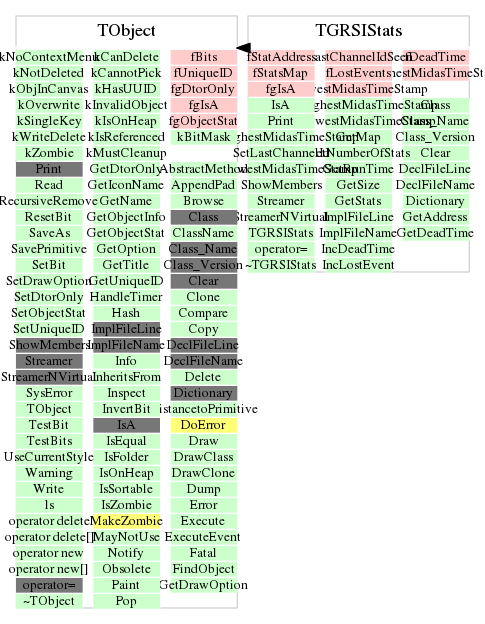 TObject
kNoContextMenu
kNotDeleted
kObjInCanvas
kOverwrite
kSingleKey
kWriteDelete
kZombie
Print
Read
RecursiveRemove
ResetBit
SaveAs
SavePrimitive
SetBit
SetDrawOption
SetDtorOnly
SetObjectStat
SetUniqueID
ShowMembers
Streamer
StreamerNVirtual
SysError
TObject
TestBit
TestBits
UseCurrentStyle
Warning
Write
ls
operator delete
operator delete[]
operator new
operator new[]
operator=
~TObject
kCanDelete
kCannotPick
kHasUUID
kInvalidObject
kIsOnHeap
kIsReferenced
kMustCleanup
GetDtorOnly
GetIconName
GetName
GetObjectInfo
GetObjectStat
GetOption
GetTitle
GetUniqueID
HandleTimer
Hash
ImplFileLine
ImplFileName
Info
InheritsFrom
Inspect
InvertBit
IsA
IsEqual
IsFolder
IsOnHeap
IsSortable
IsZombie
MakeZombie
MayNotUse
Notify
Obsolete
Paint
Pop
fBits
fUniqueID
fgDtorOnly
fgIsA
fgObjectStat
kBitMask
AbstractMethod
AppendPad
Browse
Class
ClassName
Class_Name
Class_Version
Clear
Clone
Compare
Copy
DeclFileLine
DeclFileName
Delete
Dictionary
istancetoPrimitive
DoError
Draw
DrawClass
DrawClone
Dump
Error
Execute
ExecuteEvent
Fatal
FindObject
GetDrawOption
TGRSIStats
fStatAddress
fStatsMap
fgIsA
IsA
Print
SetLastChannelId
ShowMembers
Streamer
StreamerNVirtual
TGRSIStats
operator=
~TGRSIStats
astChannelIdSeen
fLostEvents
westMidasTimeStamp
ghestMidasTimeStamp
westMidasTimeStamp
GetMap
dNumberOfStats
GetRunTime
GetSize
GetStats
ImplFileLine
ImplFileName
IncDeadTime
IncLostEvent
fDeadTime
Class
Class_Name
Class_Version
Clear
DeclFileLine
DeclFileName
Dictionary
GetAddress
GetDeadTime